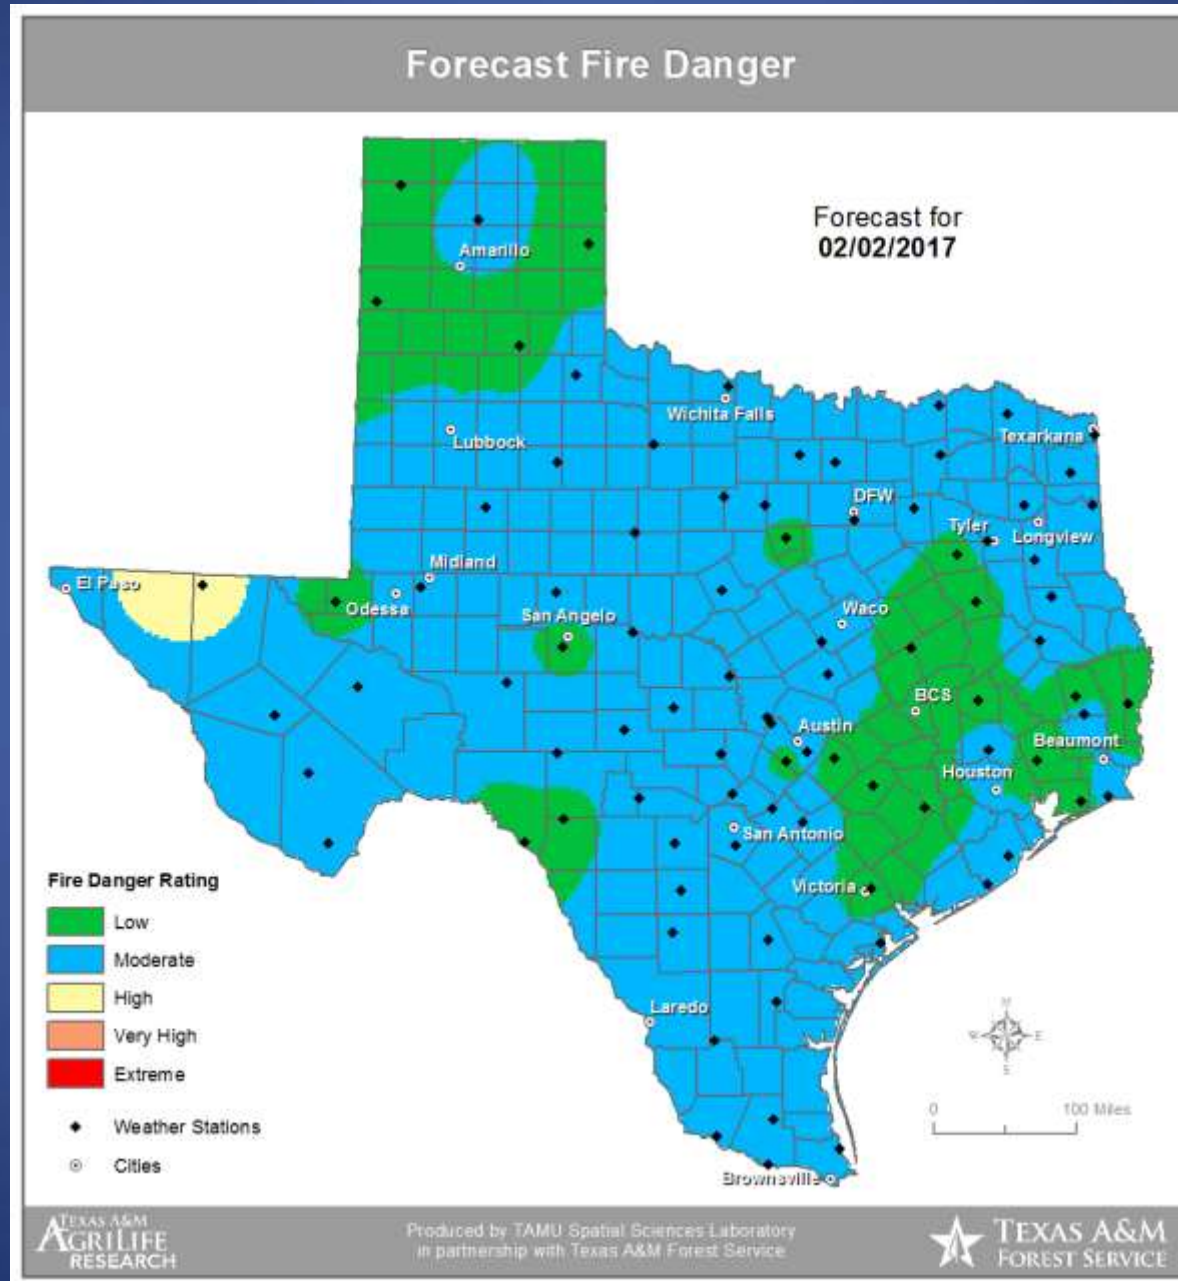 Forecast Fire Danger
Forecast for
02/02/2017
Amarillo
Wichita Falls
Lubbock
Texarkana
DFW
Tyler
Longview
Midland
El Paso
Odessa
San Angelo
Waco
BCS
Austin
Beaumont
Houston
San Antonio
Victoria
Laredo
Brownsville
Fire Danger Rating
Low
Moderate
High
Very High
Extreme
Weather Stations
Cities
N
W
E
S
0
100 Miles
TEXAS A&M
AGRILIFE
RESEARCH
Produced by TAMU Spatial Sciences Laboratory
in partnership with Texas A&M Forest Service
TEXAS A&M
FOREST SERVICE